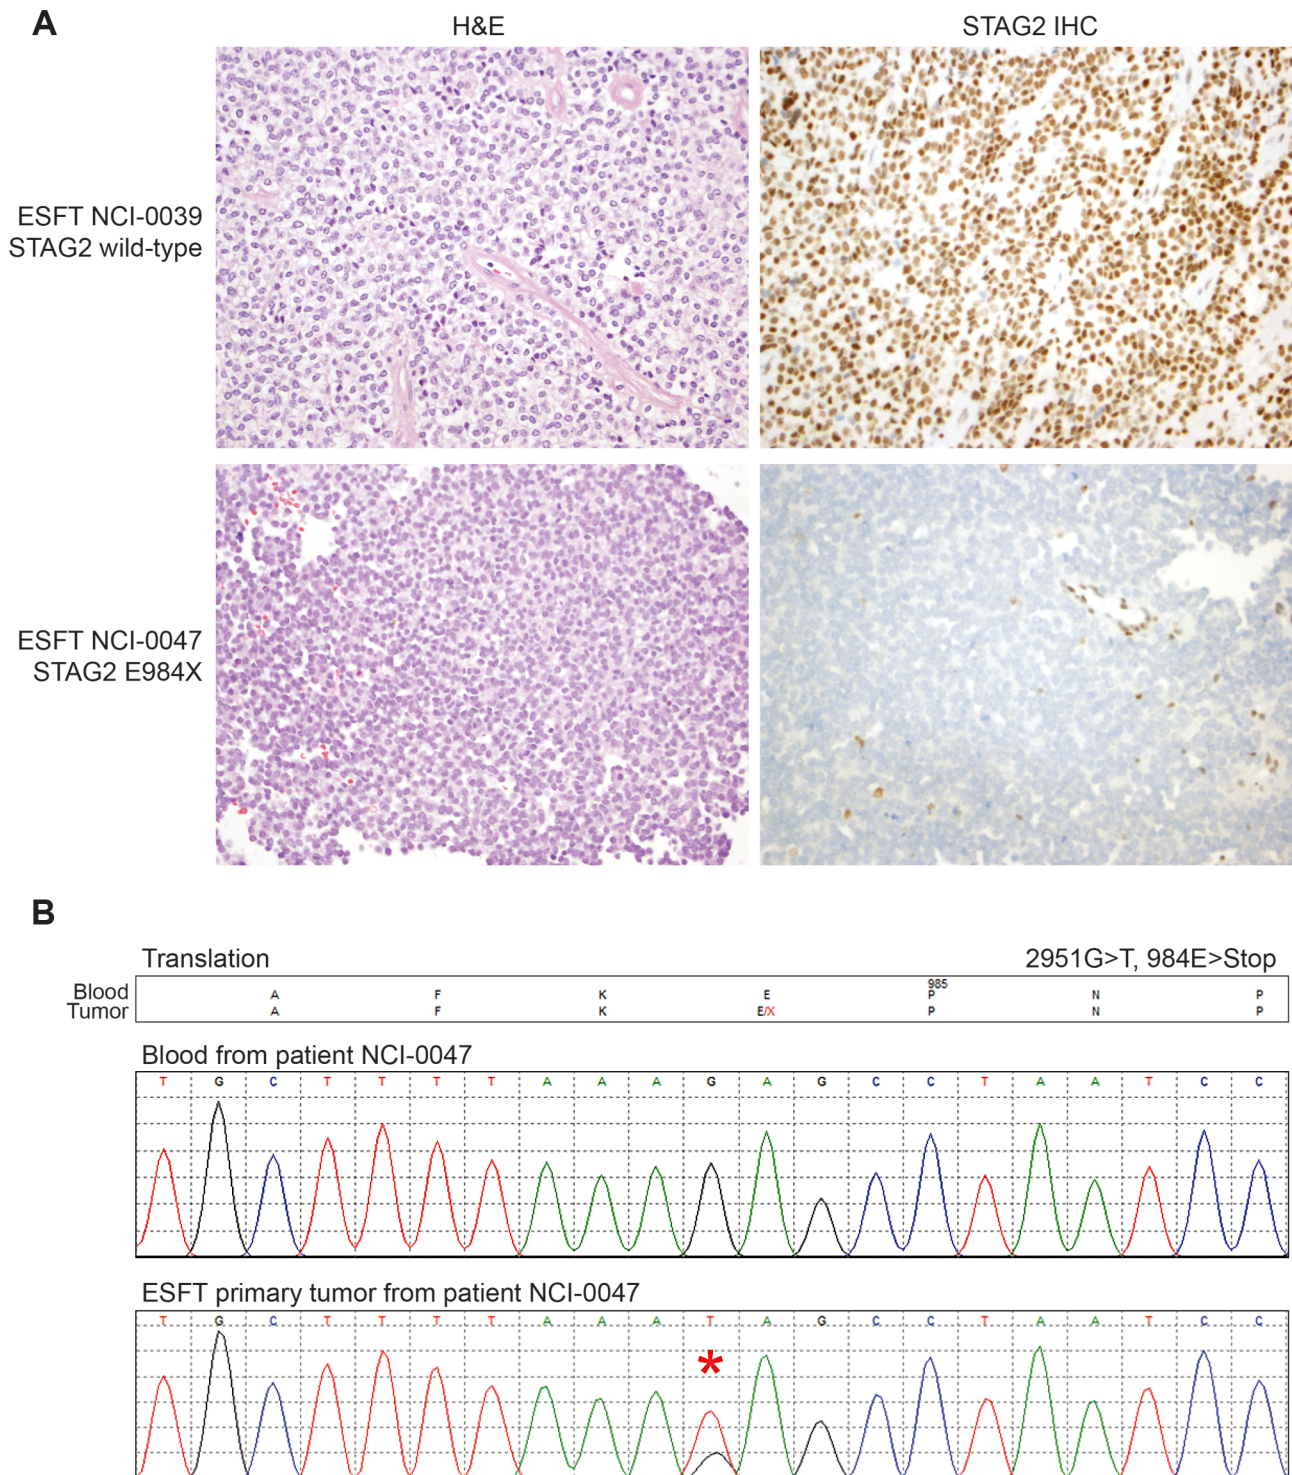 A
H&E
STAG2 IHC
ESFT NCI-0039
STAG2 wild-type
ESFT NCI-0047
STAG2 E984X
B
Translation
2951G>T, 984E>Stop
985
Blood A F K E P N P
Tumor A F K E/X P N P
Blood from patient NCI-0047
T G C T T T T A A A G A G C C T A A T C C
ESFT primary tumor from patient NCI-0047
T G C T T T T A A A T A G C C T A A T C C
*